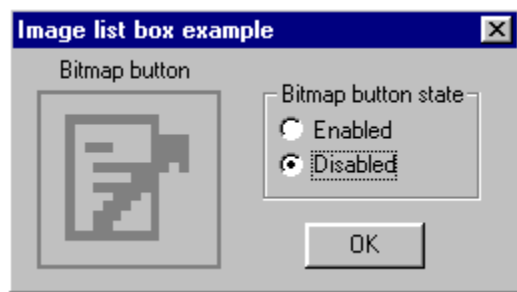 Image list box example
Bitmap button
Bitmap button state
Enabled
Disabled
OK